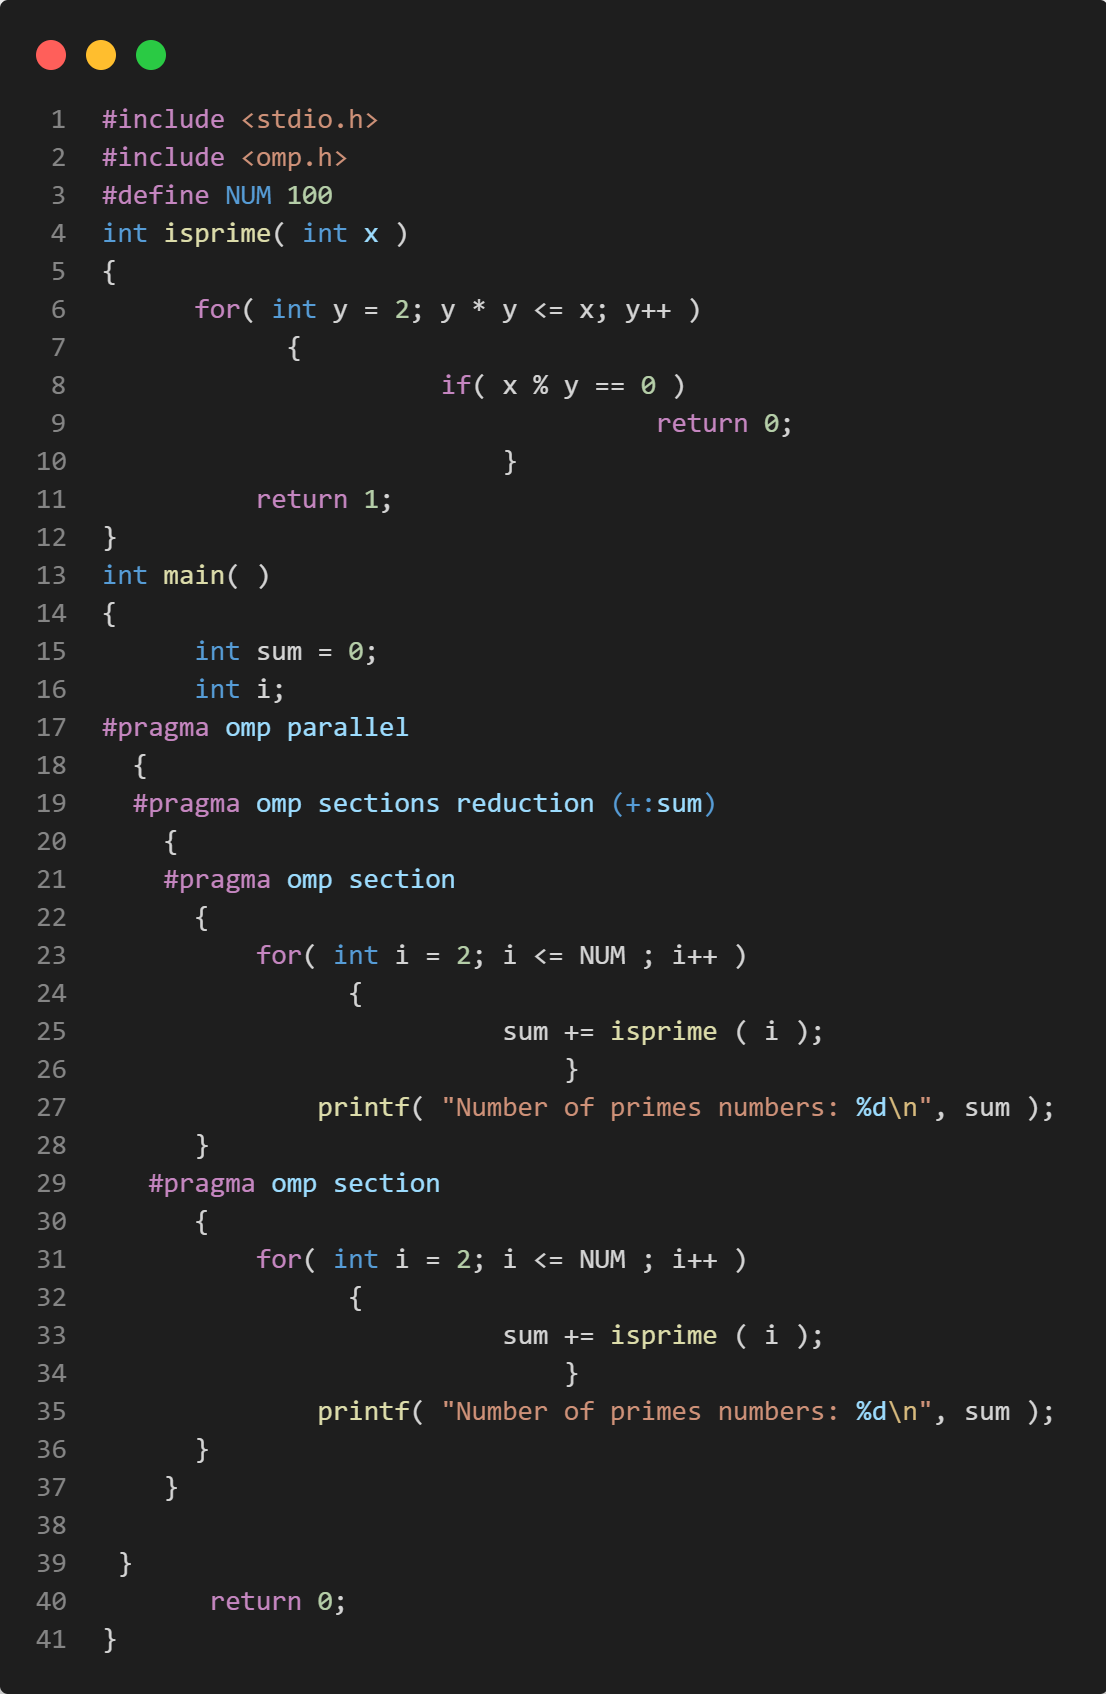 1 #include <stdio.h>
2 #include <omp.h>
3 #define NUM 100
4 int isprime( int x )
5 {
6 for( int y = 2; y * y <= x; y++ )
7 {
8 if( x % y == 0 )
9 return 0;
10 }
11 return 1;
12 }
13 int main( )
14 {
15 int sum = 0;
16 int i;
17 #pragma omp parallel
18 {
19 #pragma omp sections reduction (+:sum)
20 {
21 #pragma omp section
22 {
23 for( int i = 2; i <= NUM ; i++ )
24 {
25 sum += isprime ( i );
26 }
27 printf( "Number of primes numbers: %d\n", sum );
28 }
29 #pragma omp section
30 {
31 for( int i = 2; i <= NUM ; i++ )
32 {
33 sum += isprime ( i );
34 }
35 printf( "Number of primes numbers: %d\n", sum );
36 }
37 }
38
39 }
40 return 0;
41 }